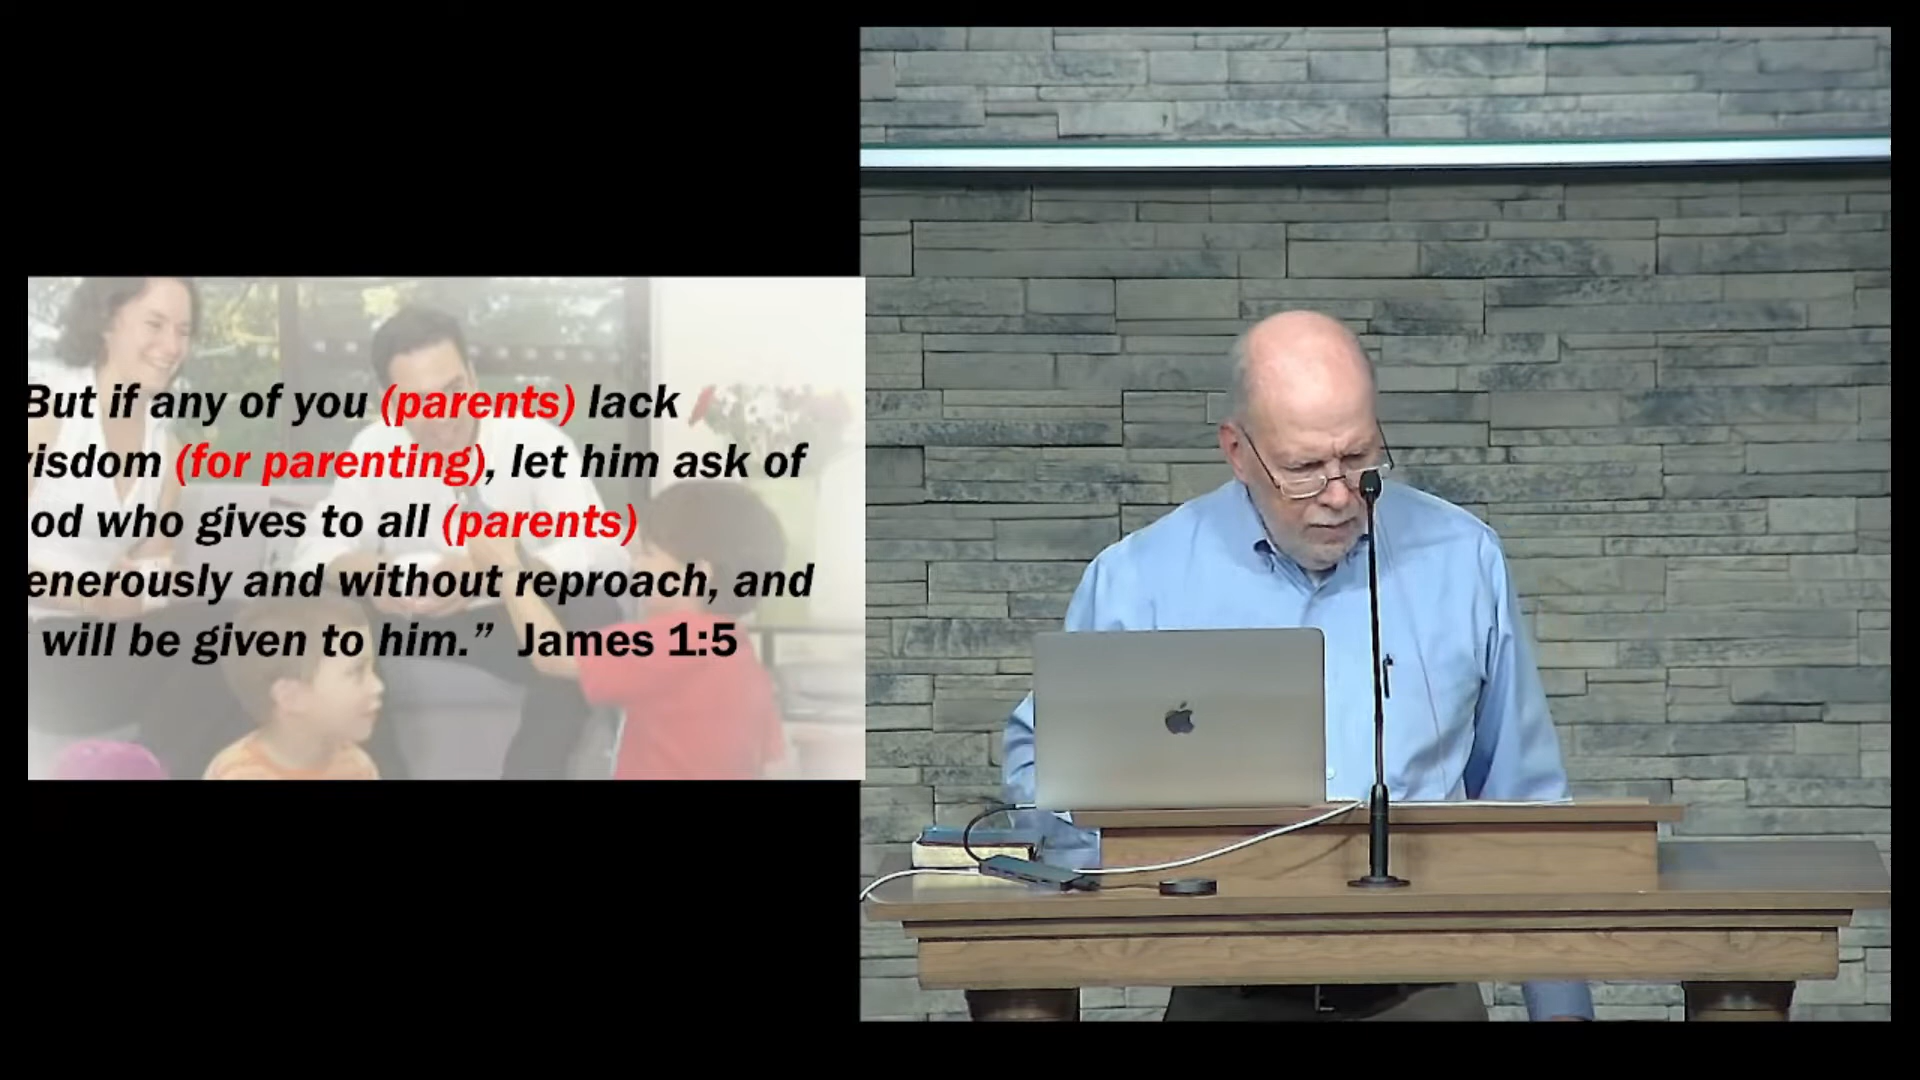 But if any of you (parents) lack
isdom (for parenting), let him ask of
od who gives to all (parents)
enerously and without reproach, and
will be given to him.” James 1:5